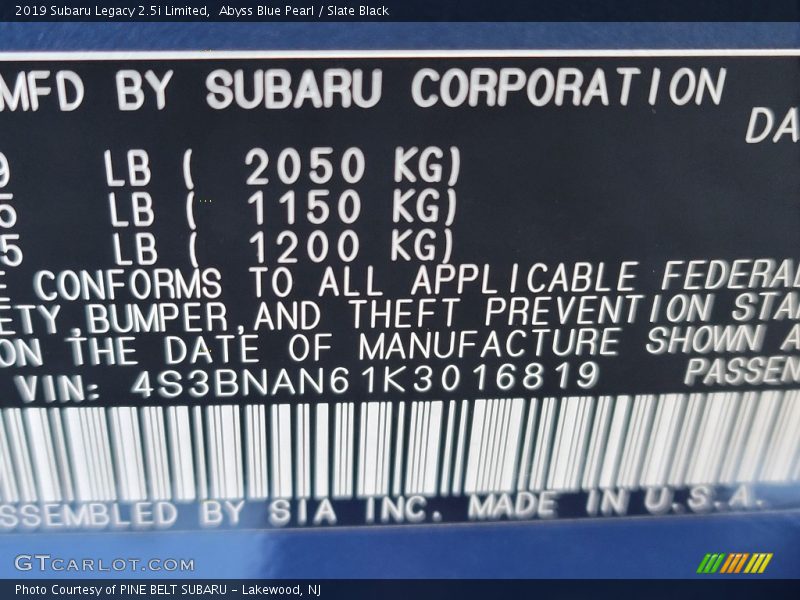 2019 Subaru Legacy 2.5i Limited,  Abyss Blue Pearl / Slate Black
MFD BY SUBARU CORPORATION
DA
9 LB ( 2050 KG)
5 LB ( 1150 KG)
5 LB ( 1200 KG)
E CONFORMS TO ALL APPLICABLE FEDERAL
ETY,BUMPER,AND THEFT PREVENTION STA
ON THE DATE OF MANUFACTURE SHOWN A
VIN: 4S3BNAN61K3016819 PASSEN
ASSEMBLED BY SIA INC. MADE IN U.S.A.
GTCARLOT.COM
Photo Courtesy of PINE BELT SUBARU - Lakewood, NJ